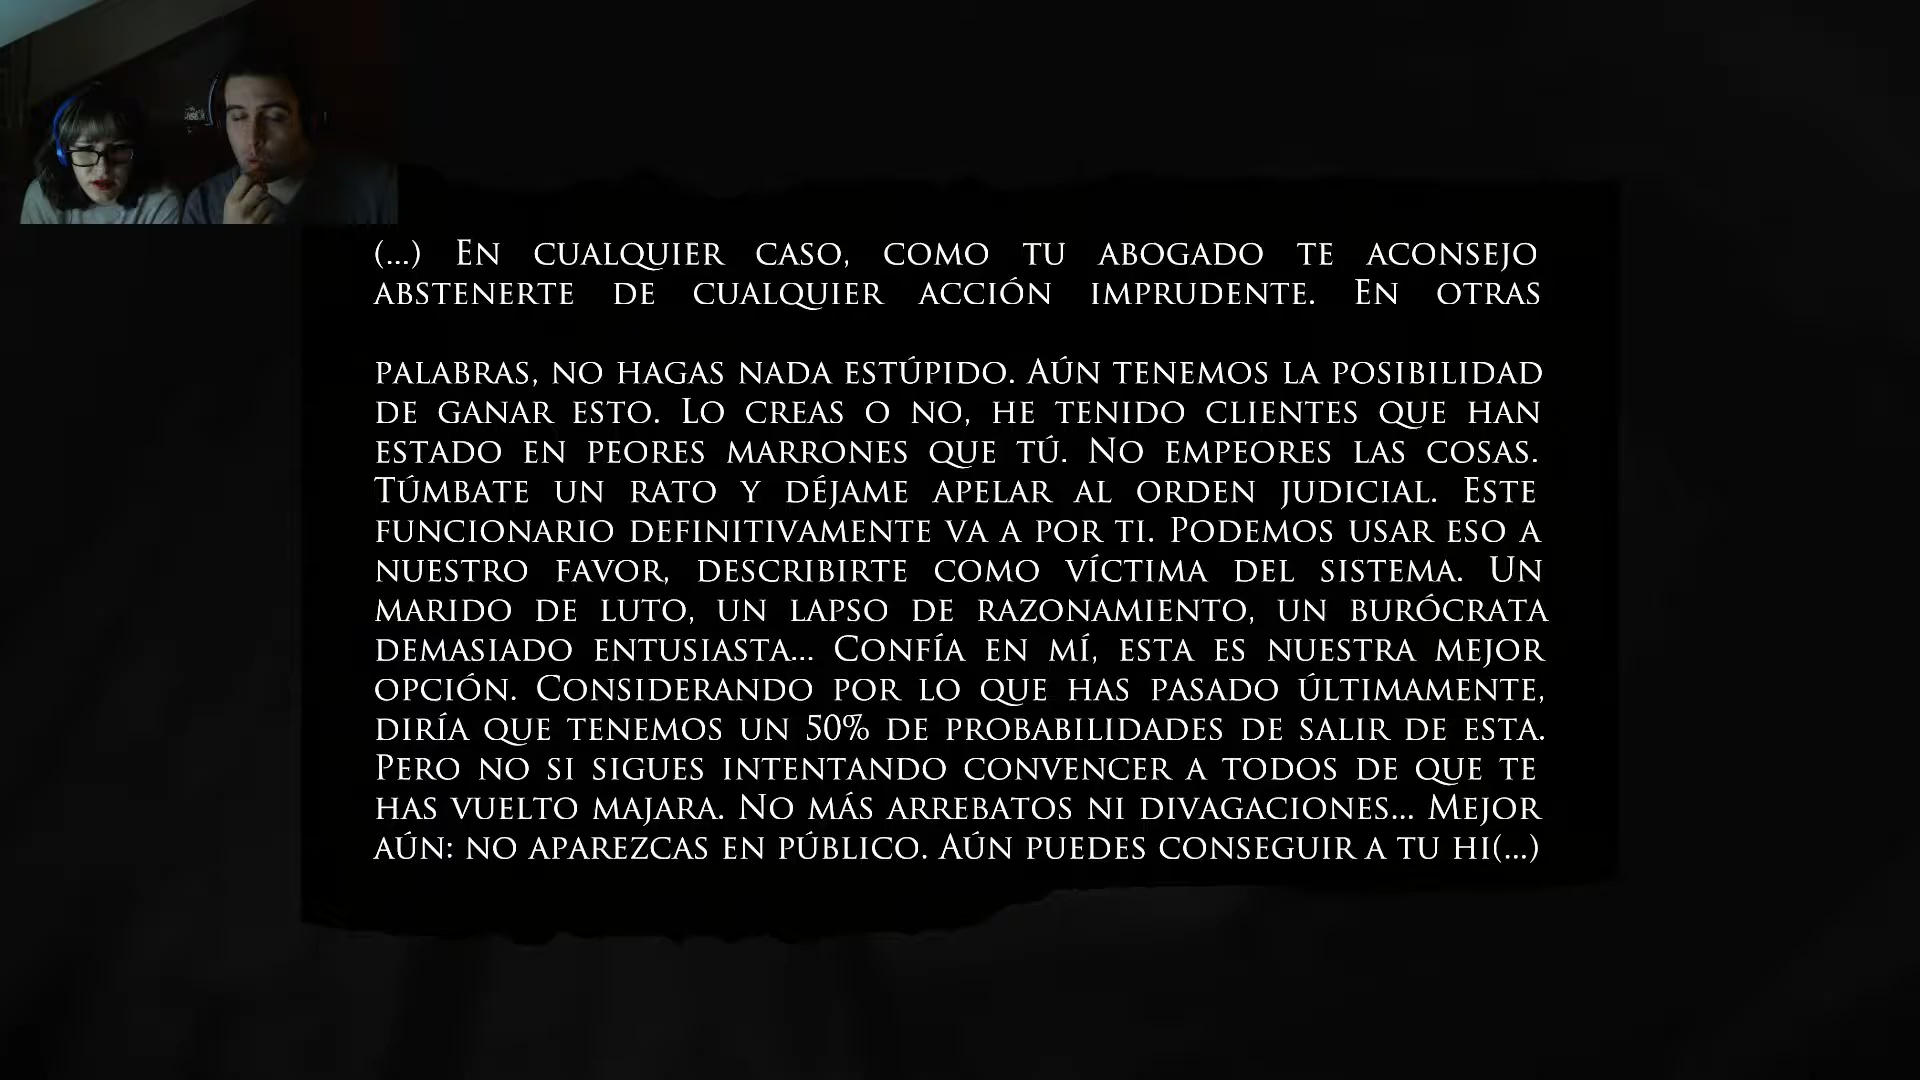 (...) En cualquier caso, como tu abogado te aconsejo
abstenerte de cualquier acción imprudente. En otras
palabras, no hagas nada estúpido. Aún tenemos la posibilidad
de ganar esto. Lo creas o no, he tenido clientes que han
estado en peores marrones que tú. No empeores las cosas.
Túmbate un rato y déjame apelar al orden judicial. Este
funcionario definitivamente va a por ti. Podemos usar eso a
nuestro favor, describirte como víctima del sistema. Un
marido de luto, un lapso de razonamiento, un burócrata
demasiado entusiasta... Confía en mí, esta es nuestra mejor
opción. Considerando por lo que has pasado últimamente,
diría que tenemos un 50% de probabilidades de salir de esta.
Pero no si sigues intentando convencer a todos de que te
has vuelto majara. No más arrebatos ni divagaciones... Mejor
aún: no aparezcas en público. Aún puedes conseguir a tu hi(...)